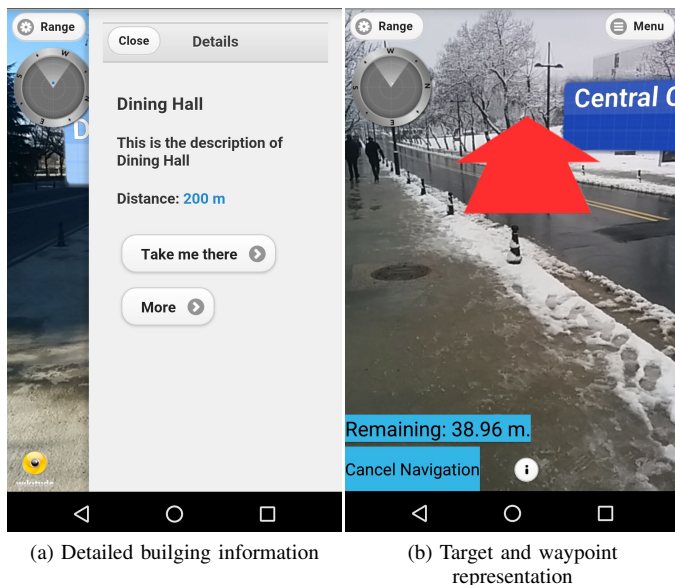 Range
Close
Details
W
S
N
E
D
Dining Hall
This is the description of
Dining Hall
Distance: 200 m
Take me there
More
(a) Detailed builging information
Range
Menu
W
S
N
E
Central C
Remaining: 38.96 m.
Cancel Navigation
i
(b) Target and waypoint
representation